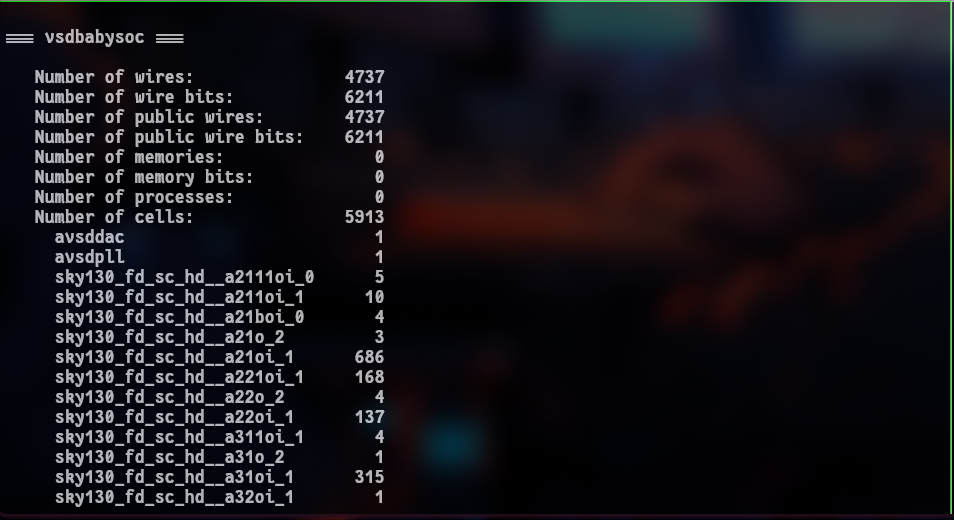 === vsdbabysoc ===
Number of wires: 4737
Number of wire bits: 6211
Number of public wires: 4737
Number of public wire bits: 6211
Number of memories: 0
Number of memory bits: 0
Number of processes: 0
Number of cells: 5913
avsddac 1
avsdpll 1
sky130_fd_sc_hd__a2111oi_0 5
sky130_fd_sc_hd__a211oi_1 10
sky130_fd_sc_hd__a21boi_0 4
sky130_fd_sc_hd__a21o_2 3
sky130_fd_sc_hd__a21oi_1 686
sky130_fd_sc_hd__a221oi_1 168
sky130_fd_sc_hd__a22o_2 4
sky130_fd_sc_hd__a22oi_1 137
sky130_fd_sc_hd__a311oi_1 4
sky130_fd_sc_hd__a31o_2 1
sky130_fd_sc_hd__a31oi_1 315
sky130_fd_sc_hd__a32oi_1 1